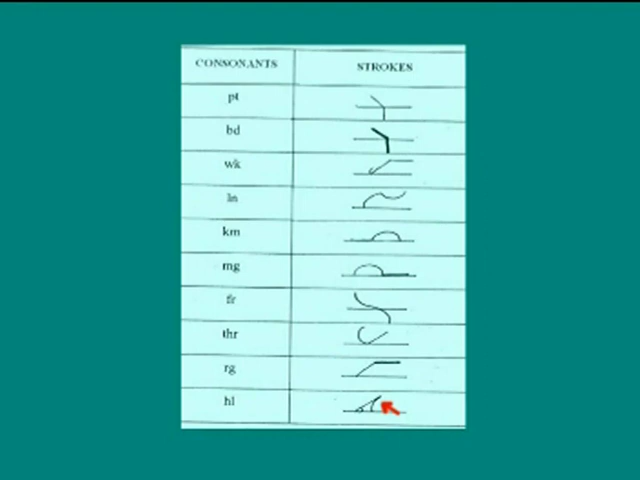 CONSONANTS STROKES
pt
bd
wk
ln
km
mg
fr
thr
rg
hl